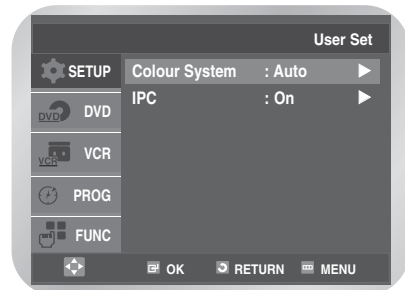 User Set
SETUP
Colour System : Auto
IPC : On
DVD DVD
VCR VCR
PROG
FUNC
OK RETURN MENU